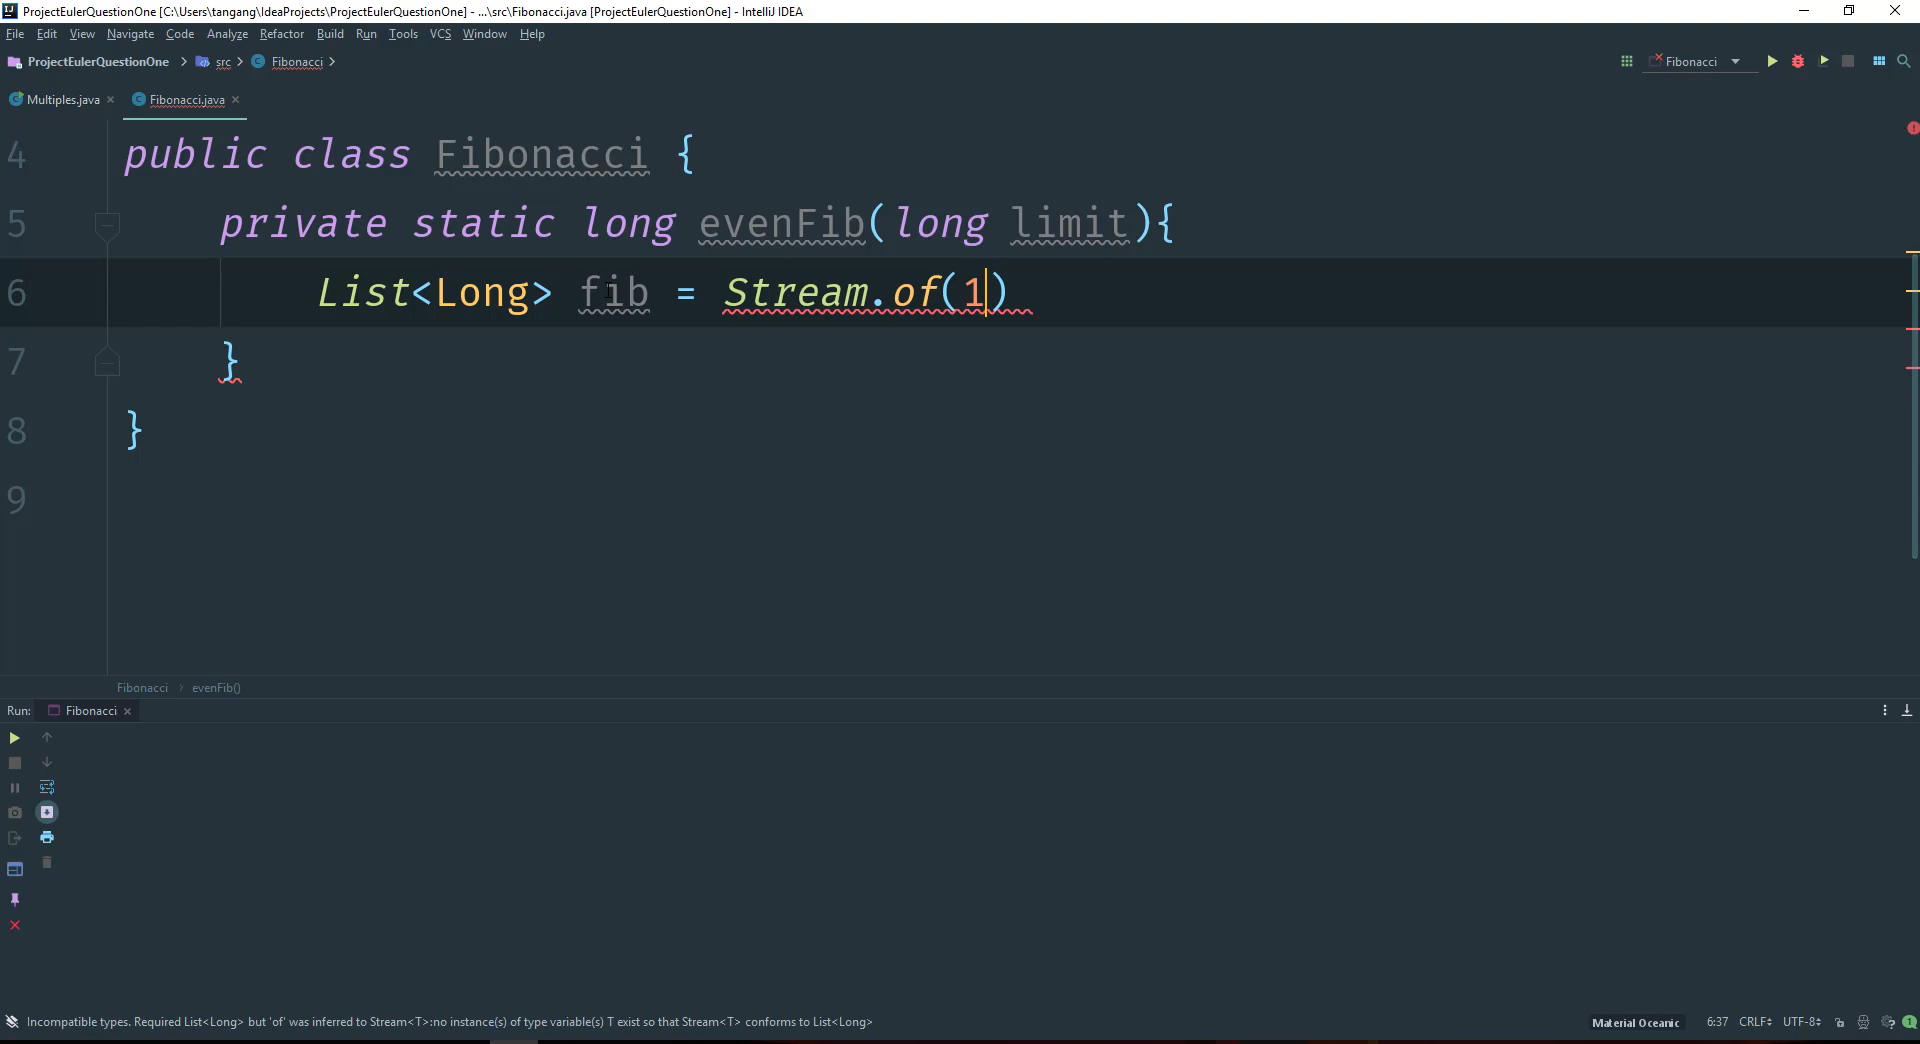 ProjectEulerQuestionOne [C:\Users\tangang\IdeaProjects\ProjectEulerQuestionOne] - ...\src\Fibonacci.java [ProjectEulerQuestionOne] - IntelliJ IDEA
File Edit View Navigate Code Analyze Refactor Build Run Tools VCS Window Help
ProjectEulerQuestionOne src Fibonacci Fibonacci
Multiples.java Fibonacci.java
4 public class Fibonacci {
5 private static long evenFib(long limit){
6 List<Long> fib = Stream.of(1)
7 }
8 }
9
Fibonacci evenFib()
Run: Fibonacci
Incompatible types. Required List<Long> but 'of' was inferred to Stream<T>:no instance(s) of type variable(s) T exist so that Stream<T> conforms to List<Long> Material Oceanic 6:37 CRLF UTF-8 1